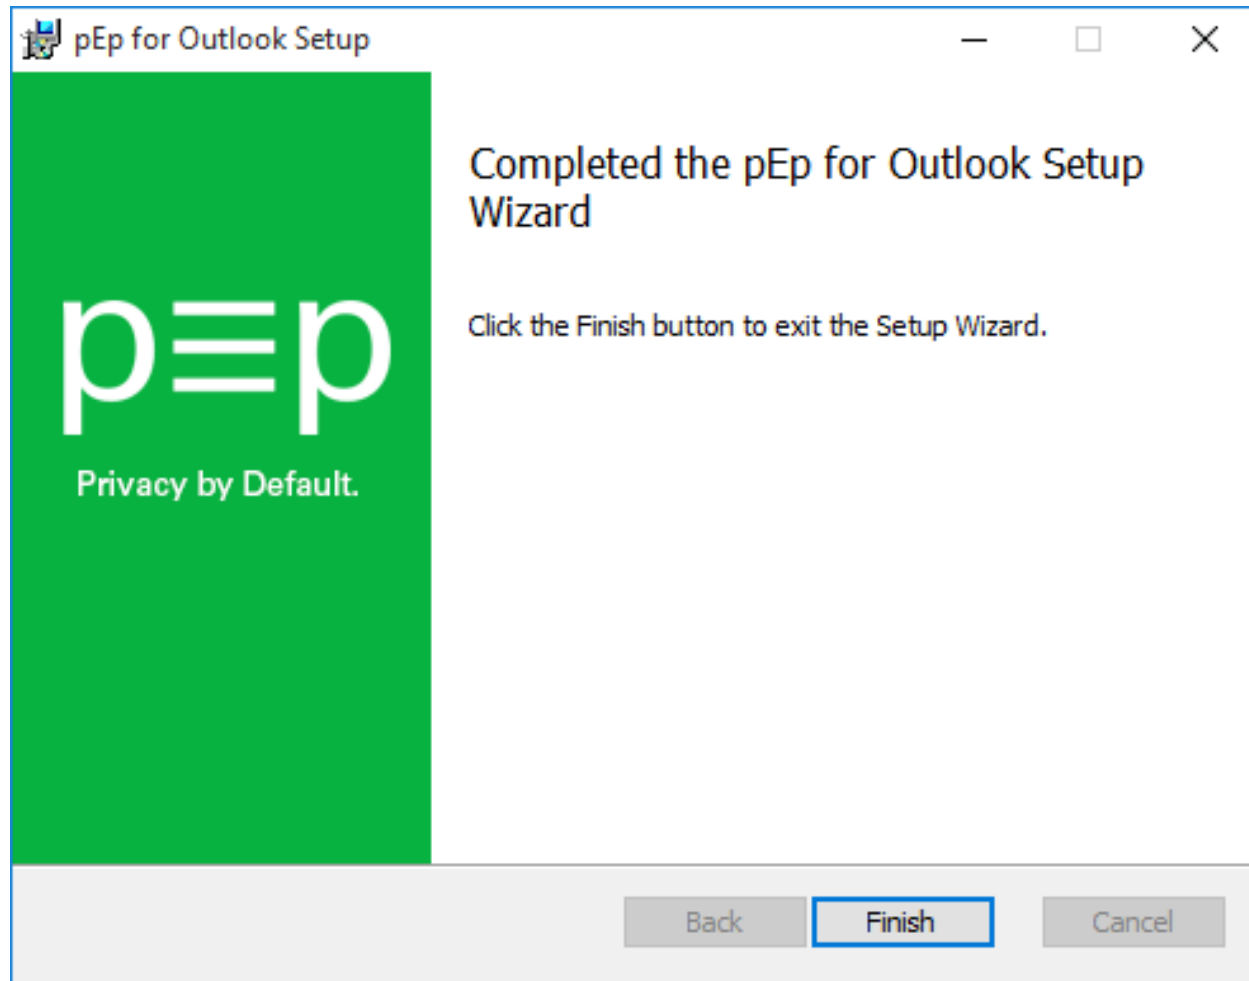 pEp for Outlook Setup
Completed the pEp for Outlook Setup
Wizard
Click the Finish button to exit the Setup Wizard.
p≡p
Privacy by Default.
Back
Finish
Cancel